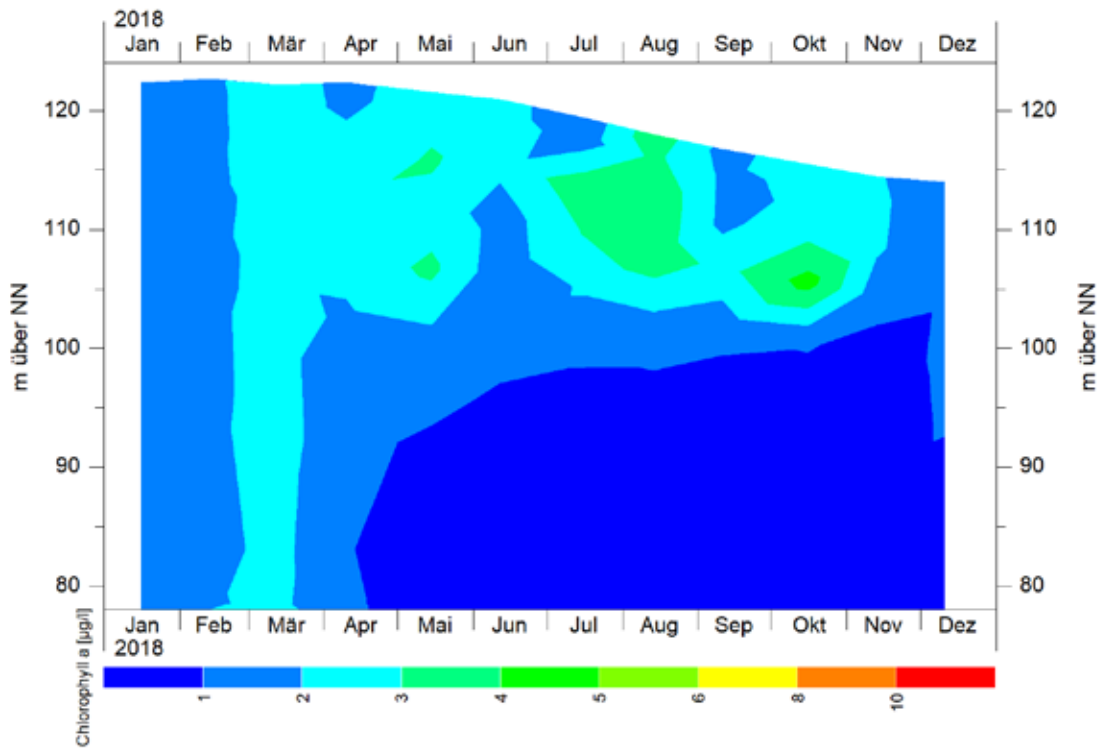 2018
Jan Feb Mär Apr Mai Jun Jul Aug Sep Okt Nov Dez
120 120
110 110
100 100
90 90
80 80
m über NN
m über NN
Jan Feb Mär Apr Mai Jun Jul Aug Sep Okt Nov Dez
2018
Chlorophyll a [µg/l]
1 2 3 4 5 6 8 10